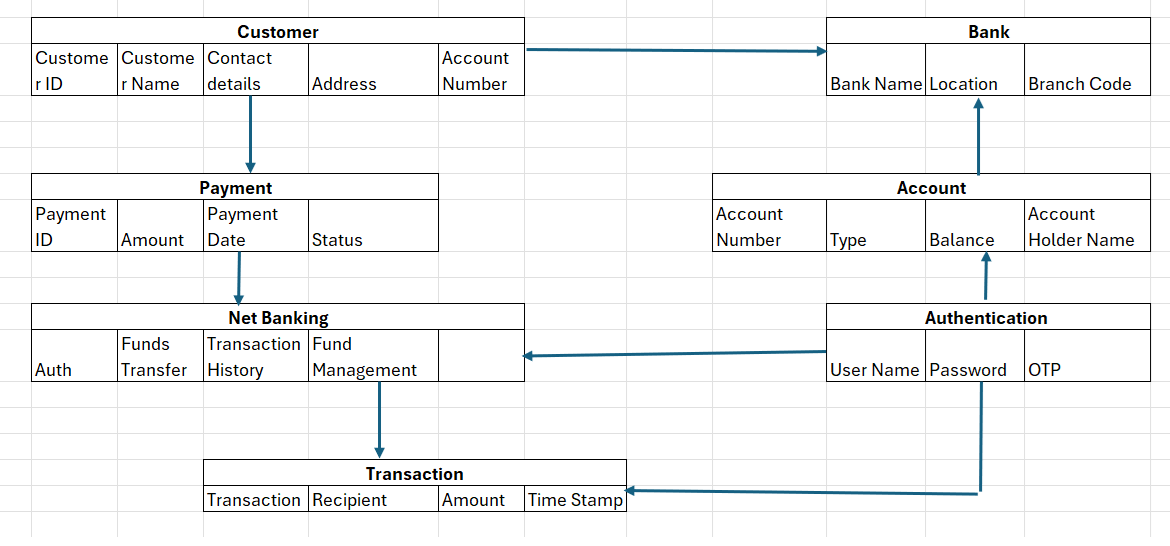 Customer
Custome
r ID
Custome
r Name
Contact
details
Address
Account
Number
Bank
Bank Name
Location
Branch Code
Payment
Payment
ID
Amount
Payment
Date
Status
Account
Account
Number
Type
Balance
Account
Holder Name
Net Banking
Auth
Funds
Transfer
Transaction
History
Fund
Management
Authentication
User Name
Password
OTP
Transaction
Transaction
Recipient
Amount
Time Stamp